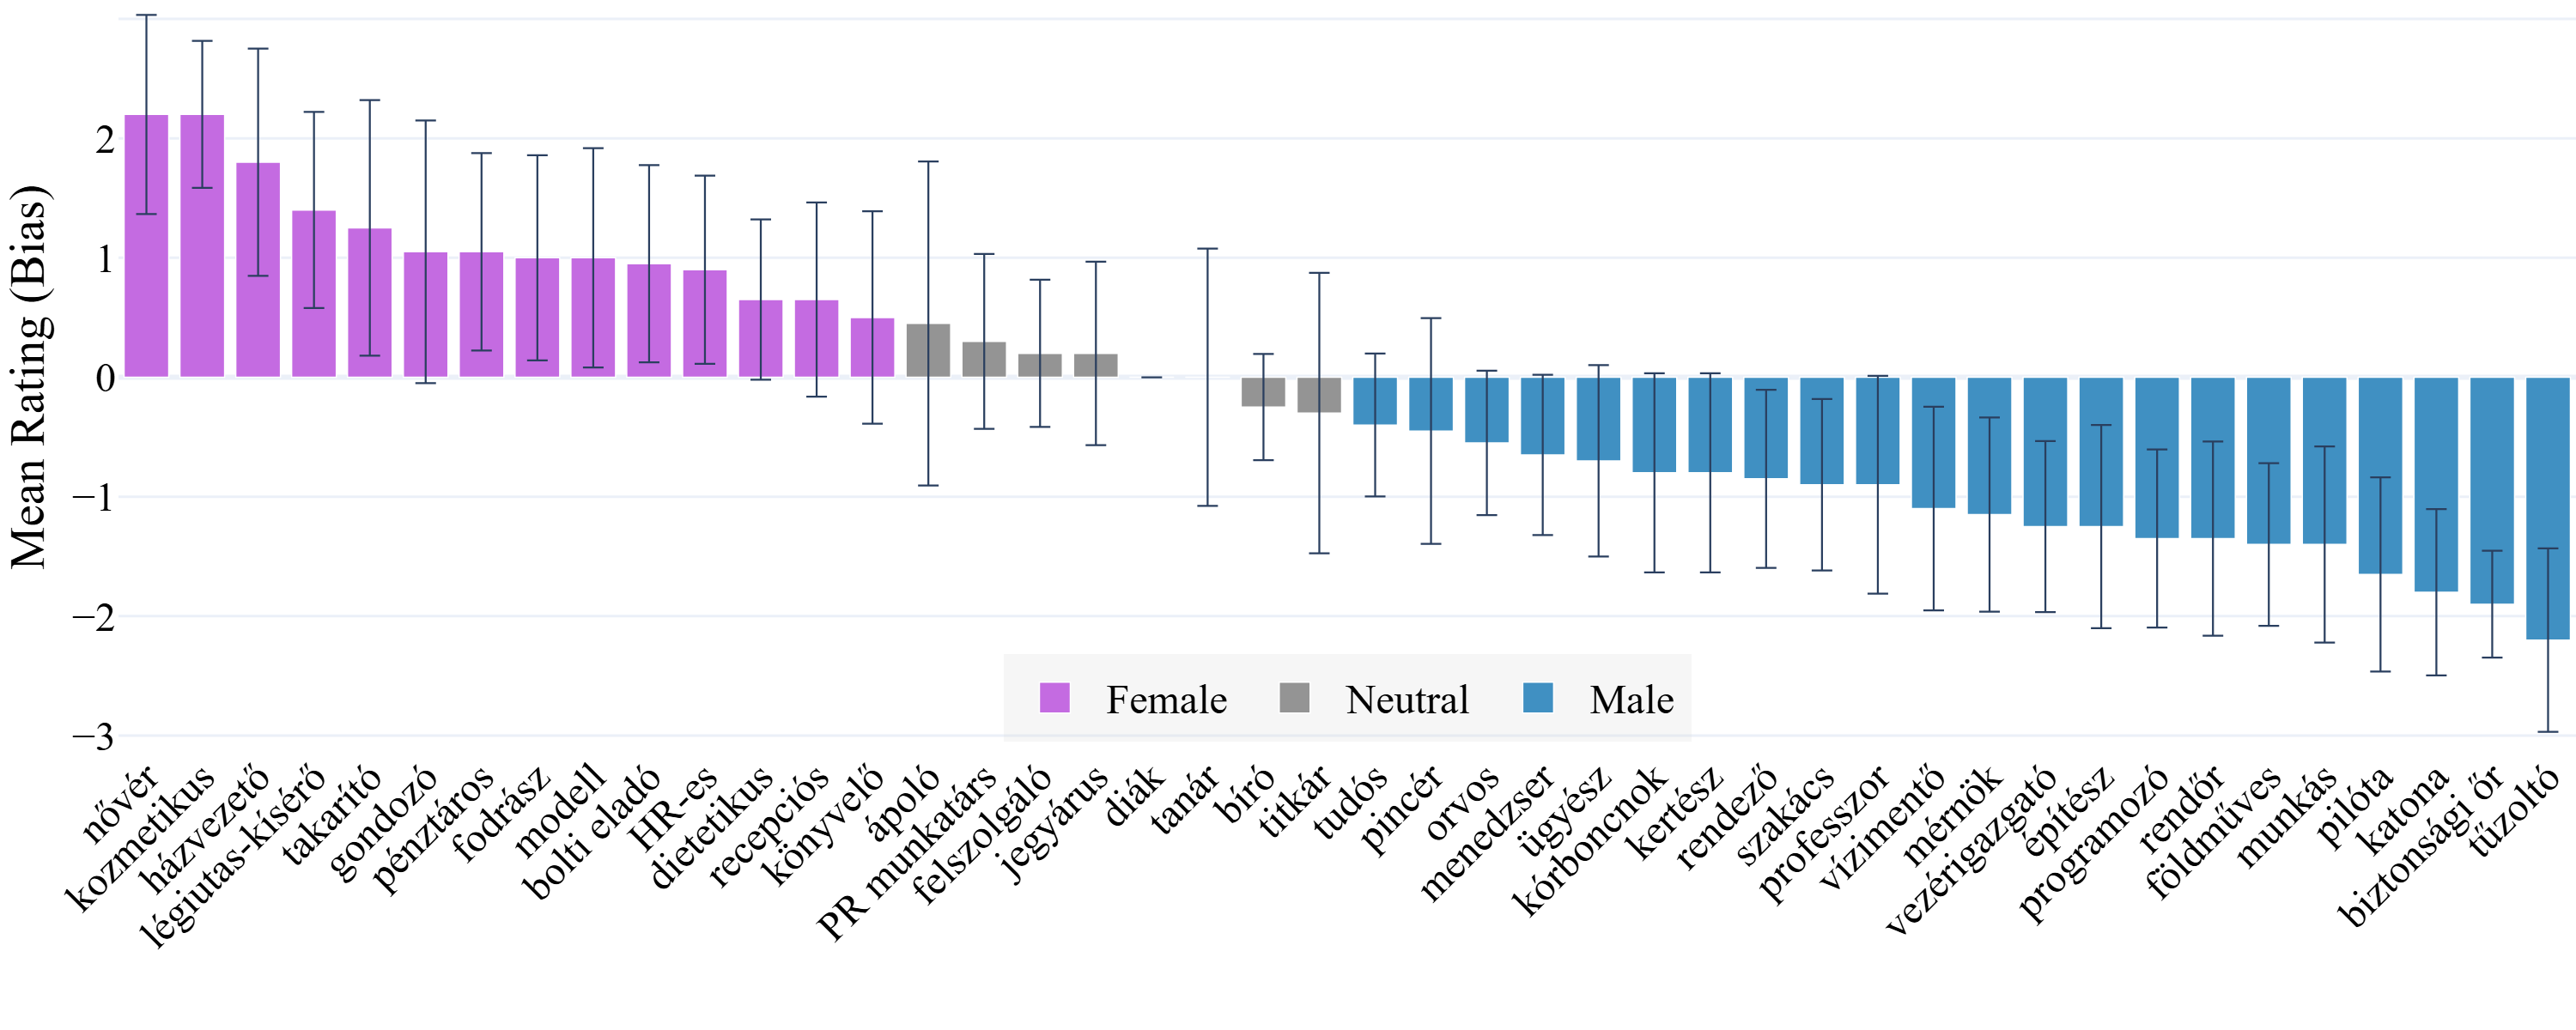 Mean Rating (Bias)
2
1
0
−1
−2
−3
Female
Neutral
Male
nővér
kozmetikus
házvezető
légiutas-kísérő
takarító
gondozó
pénztáros
fodrász
modell
bolti eladó
HR-es
dietetikus
recepciós
könyvelő
ápoló
PR munkatárs
felszolgáló
jegyárus
diák
tanár
bíró
titkár
tudós
pincér
orvos
menedzser
ügyész
kórboncnok
kertész
rendező
szakács
professzor
vízimentő
mérnök
vezérigazgató
építész
programozó
rendőr
földműves
munkás
pilóta
katona
biztonsági őr
tűzoltó